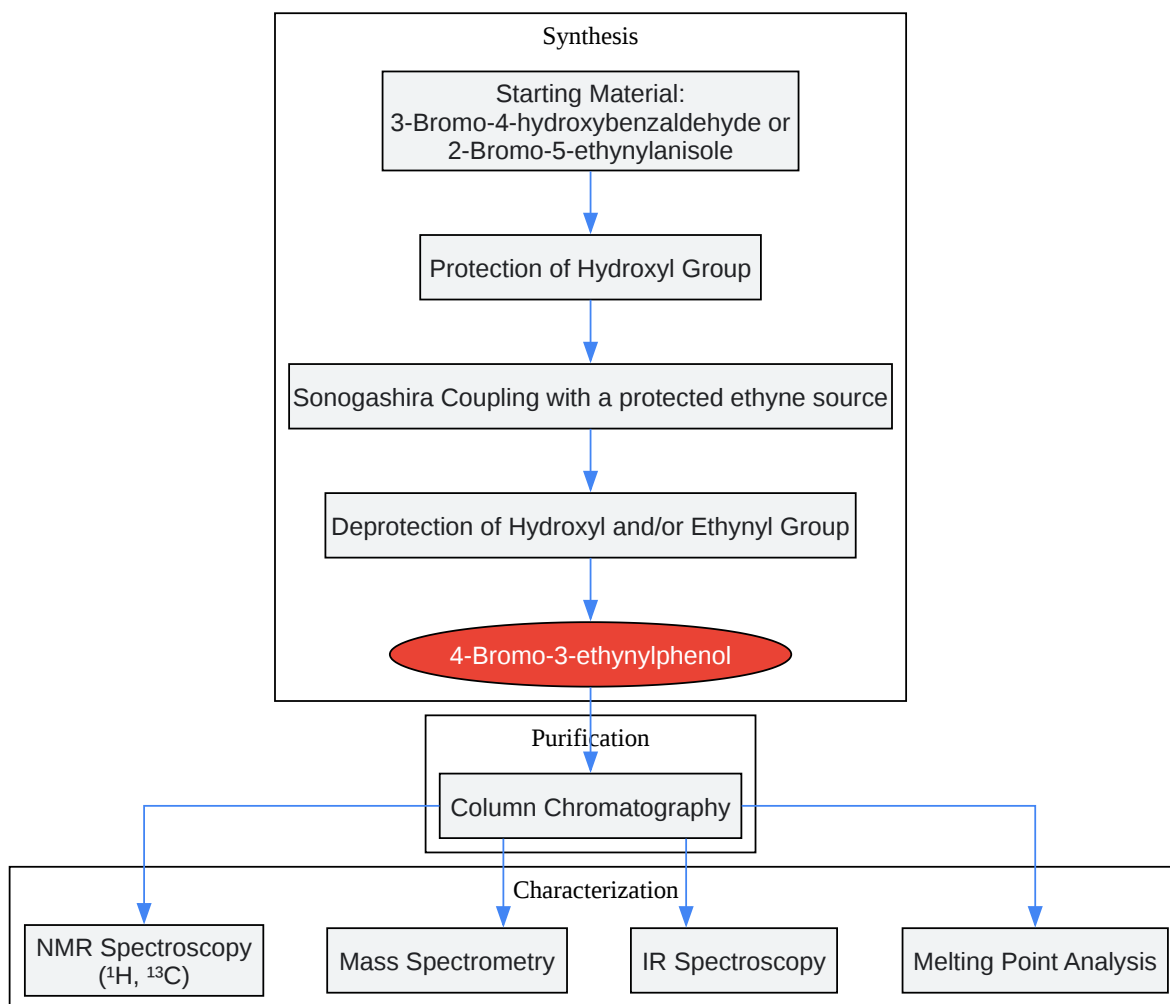 Synthesis
Starting Material:
3-Bromo-4-hydroxybenzaldehyde or
2-Bromo-5-ethynylanisole
Protection of Hydroxyl Group
Sonogashira Coupling with a protected ethyne source
Deprotection of Hydroxyl and/or Ethynyl Group
4-Bromo-3-ethynylphenol
Purification
Column Chromatography
Characterization
NMR Spectroscopy
(¹H, ¹³C)
Mass Spectrometry
IR Spectroscopy
Melting Point Analysis